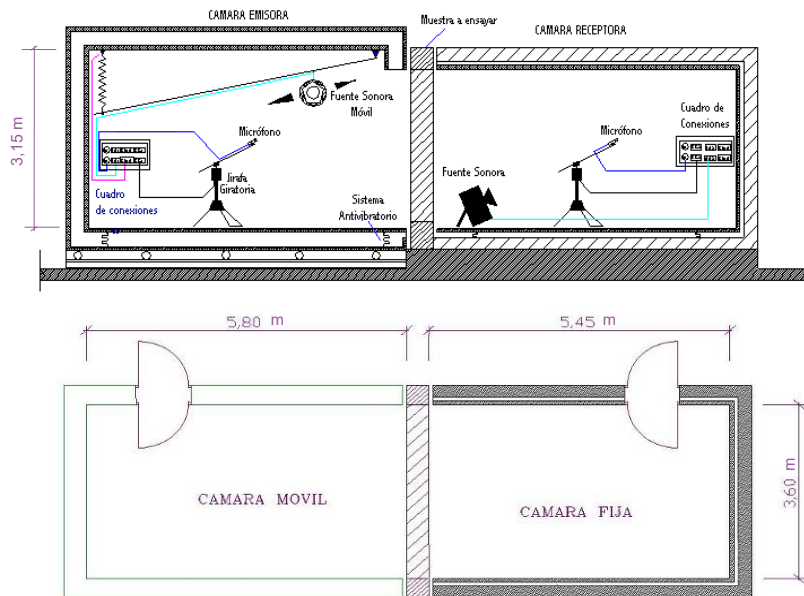 CAMARA EMISORA
Muestra a ensayar
CAMARA RECEPTORA
3,15 m
Fuente Sonora
Móvil
Micrófono
Jirafa
Giratoria
Cuadro
de conexiones
Sistema
Antivibratorio
Fuente Sonora
Micrófono
Cuadro de
Conexiones
5,80 m
5,45 m
CAMARA MOVIL
CAMARA FIJA
3,60 m